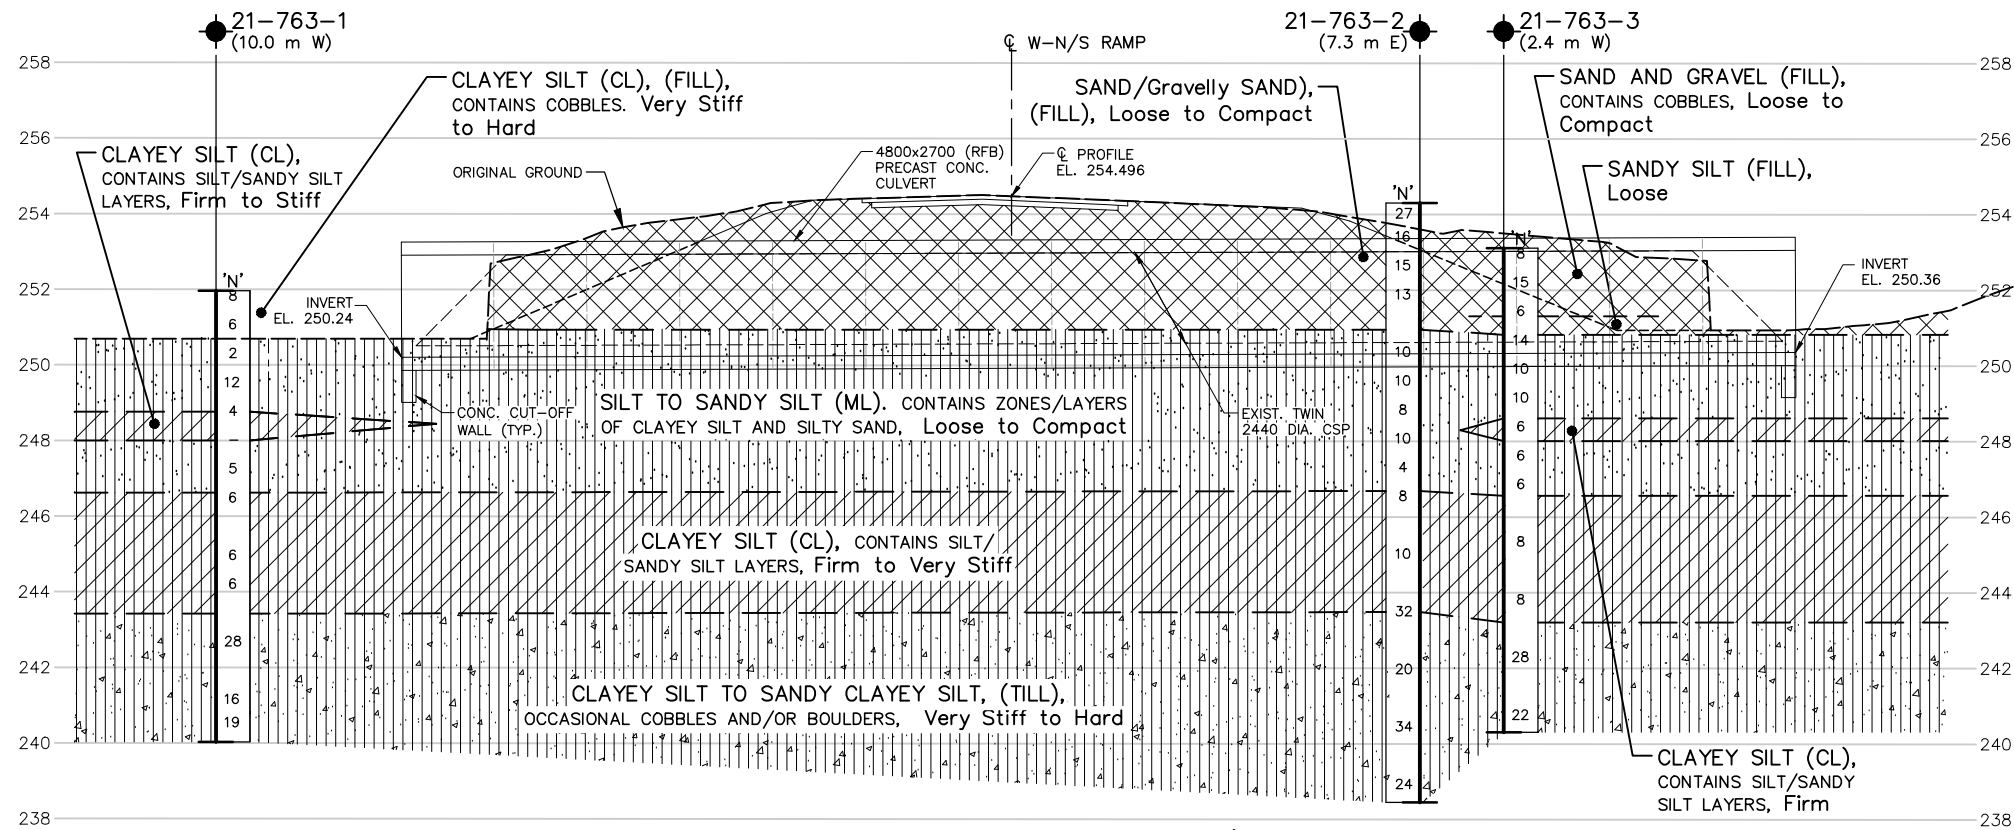 21-763-1
(10.0 m W)
21-763-2
(7.3 m E)
21-763-3
(2.4 m W)
℄ W-N/S RAMP
258
258
CLAYEY SILT (CL), (FILL),
CONTAINS COBBLES. Very Stiff
to Hard
SAND/Gravelly SAND),
(FILL), Loose to Compact
SAND AND GRAVEL (FILL),
CONTAINS COBBLES, Loose to
Compact
256
256
CLAYEY SILT (CL),
CONTAINS SILT/SANDY SILT
LAYERS, Firm to Stiff
ORIGINAL GROUND
4800x2700 (RFB)
PRECAST CONC.
CULVERT
℄ PROFILE
EL. 254.496
SANDY SILT (FILL),
Loose
254
254
252
252
INVERT
EL. 250.24
INVERT
EL. 250.36
250
250
CONC. CUT-OFF
WALL (TYP.)
SILT TO SANDY SILT (ML). CONTAINS ZONES/LAYERS
OF CLAYEY SILT AND SILTY SAND, Loose to Compact
EXIST. TWIN
2440 DIA. CSP
248
248
246
246
CLAYEY SILT (CL), CONTAINS SILT/
SANDY SILT LAYERS, Firm to Very Stiff
244
244
242
242
CLAYEY SILT TO SANDY CLAYEY SILT, (TILL),
OCCASIONAL COBBLES AND/OR BOULDERS, Very Stiff to Hard
240
240
CLAYEY SILT (CL),
CONTAINS SILT/SANDY
SILT LAYERS, Firm
238
238
'N'
8
6
2
12
4
–
5
6
6
6
28
16
19
'N'
27
16
15
13
10
10
8
10
4
8
10
32
20
34
24
'N'
8
15
6
14
10
10
6
6
6
8
8
28
22